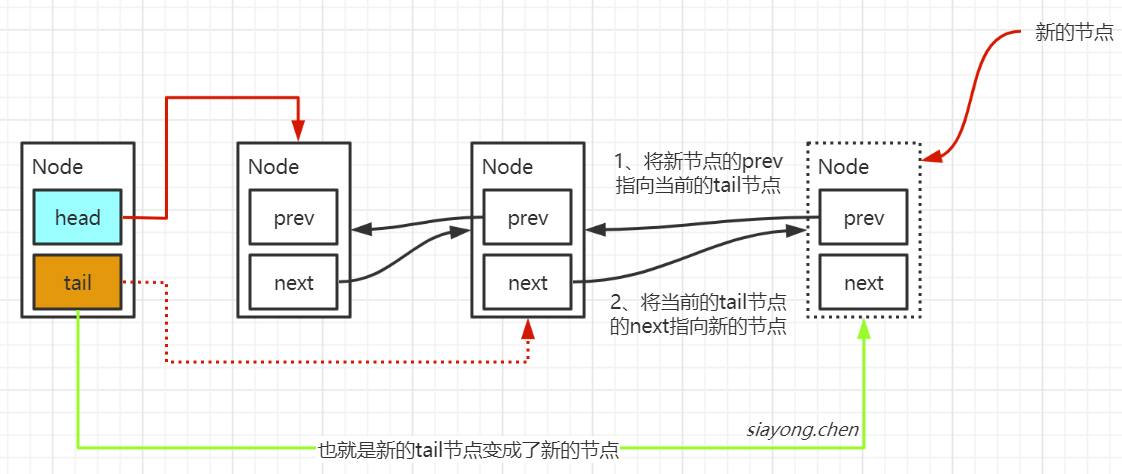 新的节点
Node
head
tail
Node
prev
next
Node
prev
next
1、将新节点的prev
指向当前的tail节点
2、将当前的tail节点
的next指向新的节点
Node
prev
next
siayong.chen
也就是新的tail节点变成了新的节点